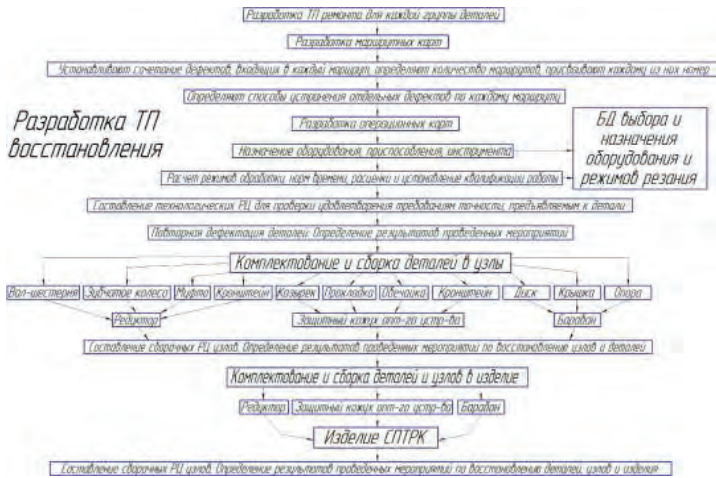 Разработка ТП ремонта для каждой группы деталей
Разработка маршрутных карт
Устанавливают сочетание дефектов, входящих в каждый маршрут, определяют количество маршрутов, присваивают каждому из них номер
Определяют способы устранения отдельных дефектов по каждому маршруту
Разработка ТП
восстановления
Разработка операционных карт
Назначение оборудования, приспособления, инструмента
Расчет режимов обработки, норм времени, расценки и установление квалификации работы
БД выбора и
назначения
оборудования и
режимов резания
Составление технологических РЦ для проверки удовлетворения требованиям точности, предъявляемым к детали
Повторная дефектация деталей. Определение результатов проведенных мероприятий
Комплектование и сборка деталей в узлы
Вал-шестерня Зубчатое колесо Муфта Кронштейн Козырек Прокладка Овечайка Кронштейн Диск Крышка Опора
Редуктор Защитный кожух опт-го устр-ва Барабан
Составление сборочных РЦ узлов. Определение результатов проведенных мероприятий по восстановлению узлов и деталей
Комплектование и сборка деталей и узлов в изделие
Редуктор Защитный кожух опт-го устр-ва Барабан
Изделие СПТРК
Составление сборочных РЦ узлов. Определение результатов проведенных мероприятий по восстановлению деталей, узлов и изделия